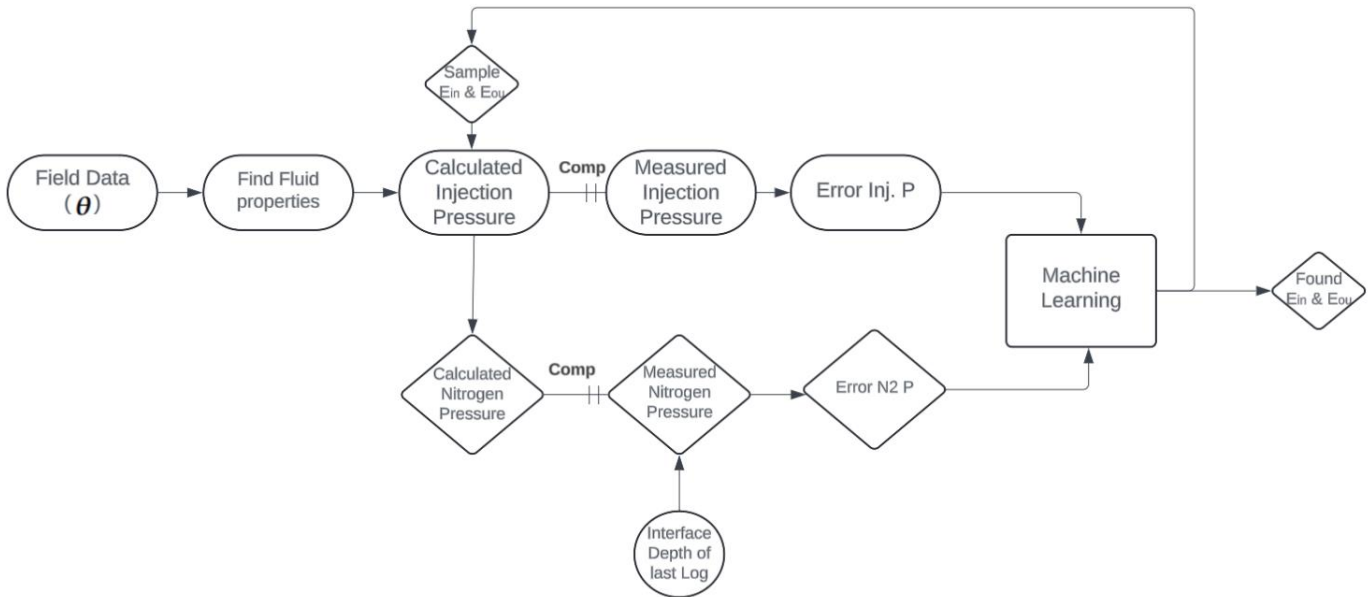 Sample
Ein & Eou
Field Data
(θ)
Find Fluid
properties
Calculated
Injection
Pressure
Comp
Measured
Injection
Pressure
Error Inj. P
Machine
Learning
Found
Ein & Eou
Calculated
Nitrogen
Pressure
Comp
Measured
Nitrogen
Pressure
Error N2 P
Interface
Depth of
last Log